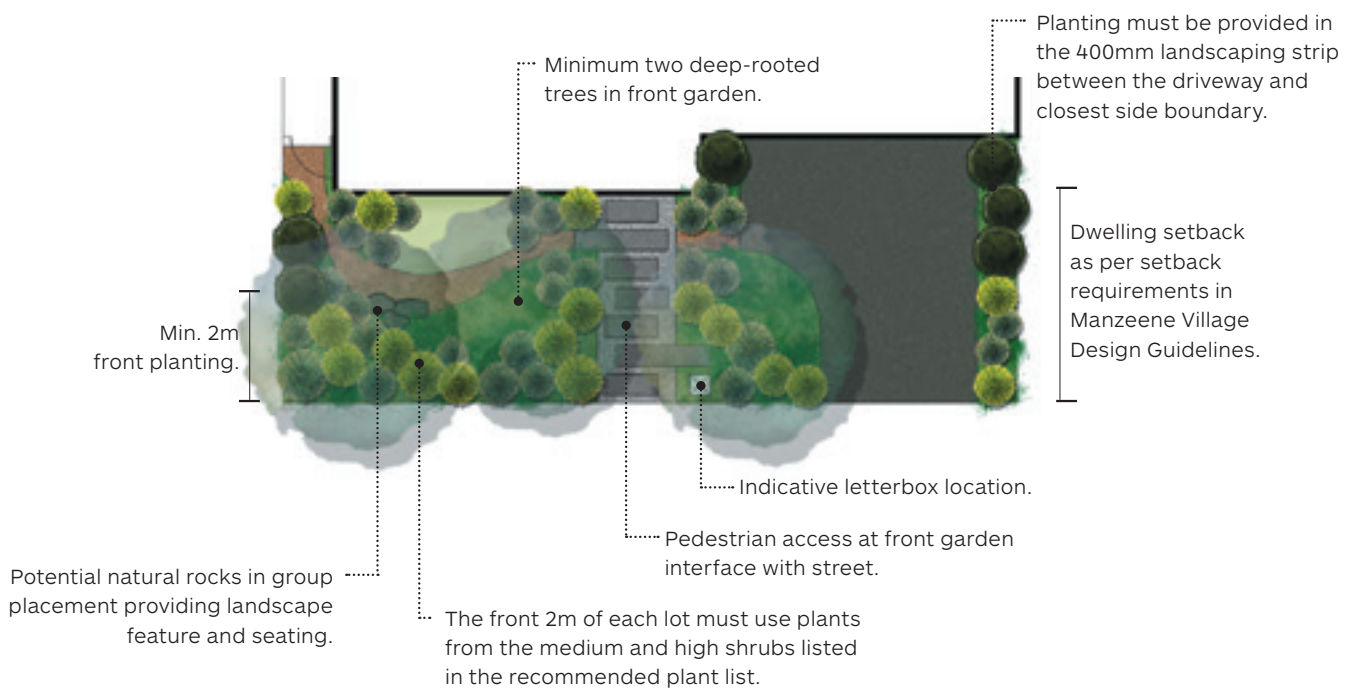 Planting must be provided in
the 400mm landscaping strip
between the driveway and
closest side boundary.
Minimum two deep-rooted
trees in front garden.
Dwelling setback
as per setback
requirements in
Manzeene Village
Design Guidelines.
Min. 2m
front planting.
Indicative letterbox location.
Pedestrian access at front garden
interface with street.
Potential natural rocks in group
placement providing landscape
feature and seating.
The front 2m of each lot must use plants
from the medium and high shrubs listed
in the recommended plant list.